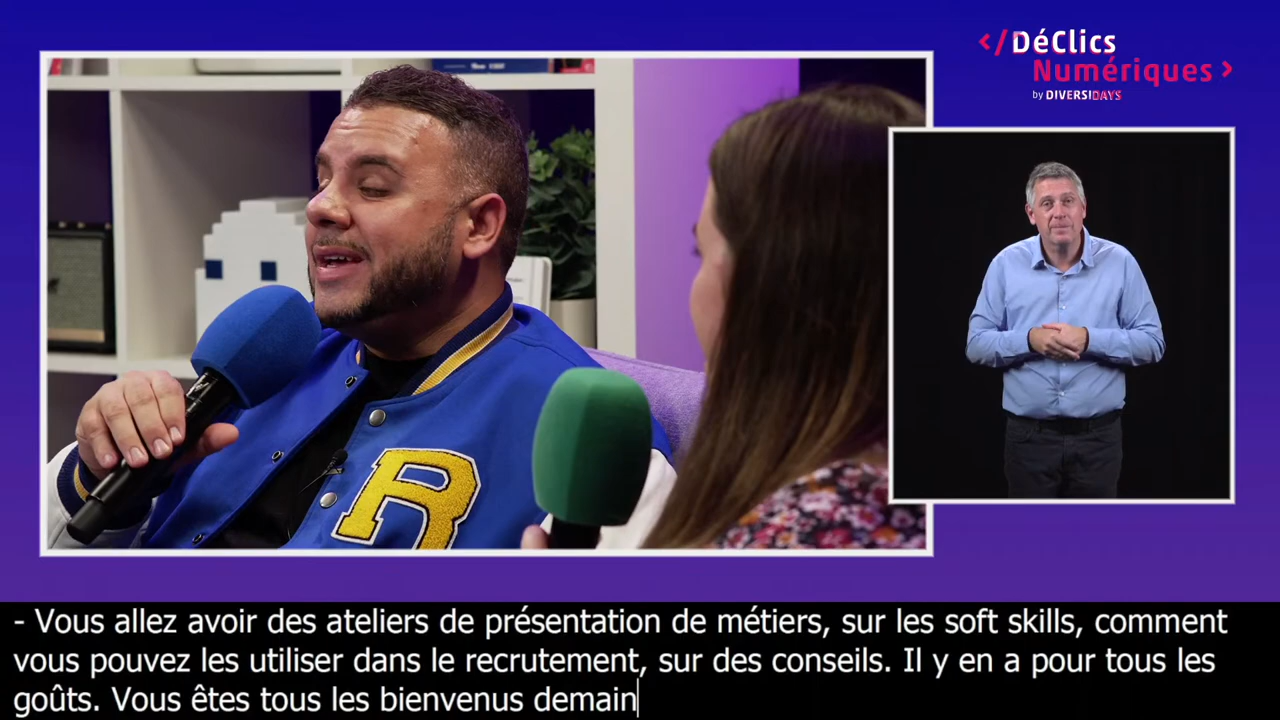 </DéClics
Numériques >
by DIVERSIDAYS
R
- Vous allez avoir des ateliers de présentation de métiers, sur les soft skills, comment
vous pouvez les utiliser dans le recrutement, sur des conseils. Il y en a pour tous les
goûts. Vous êtes tous les bienvenus demain